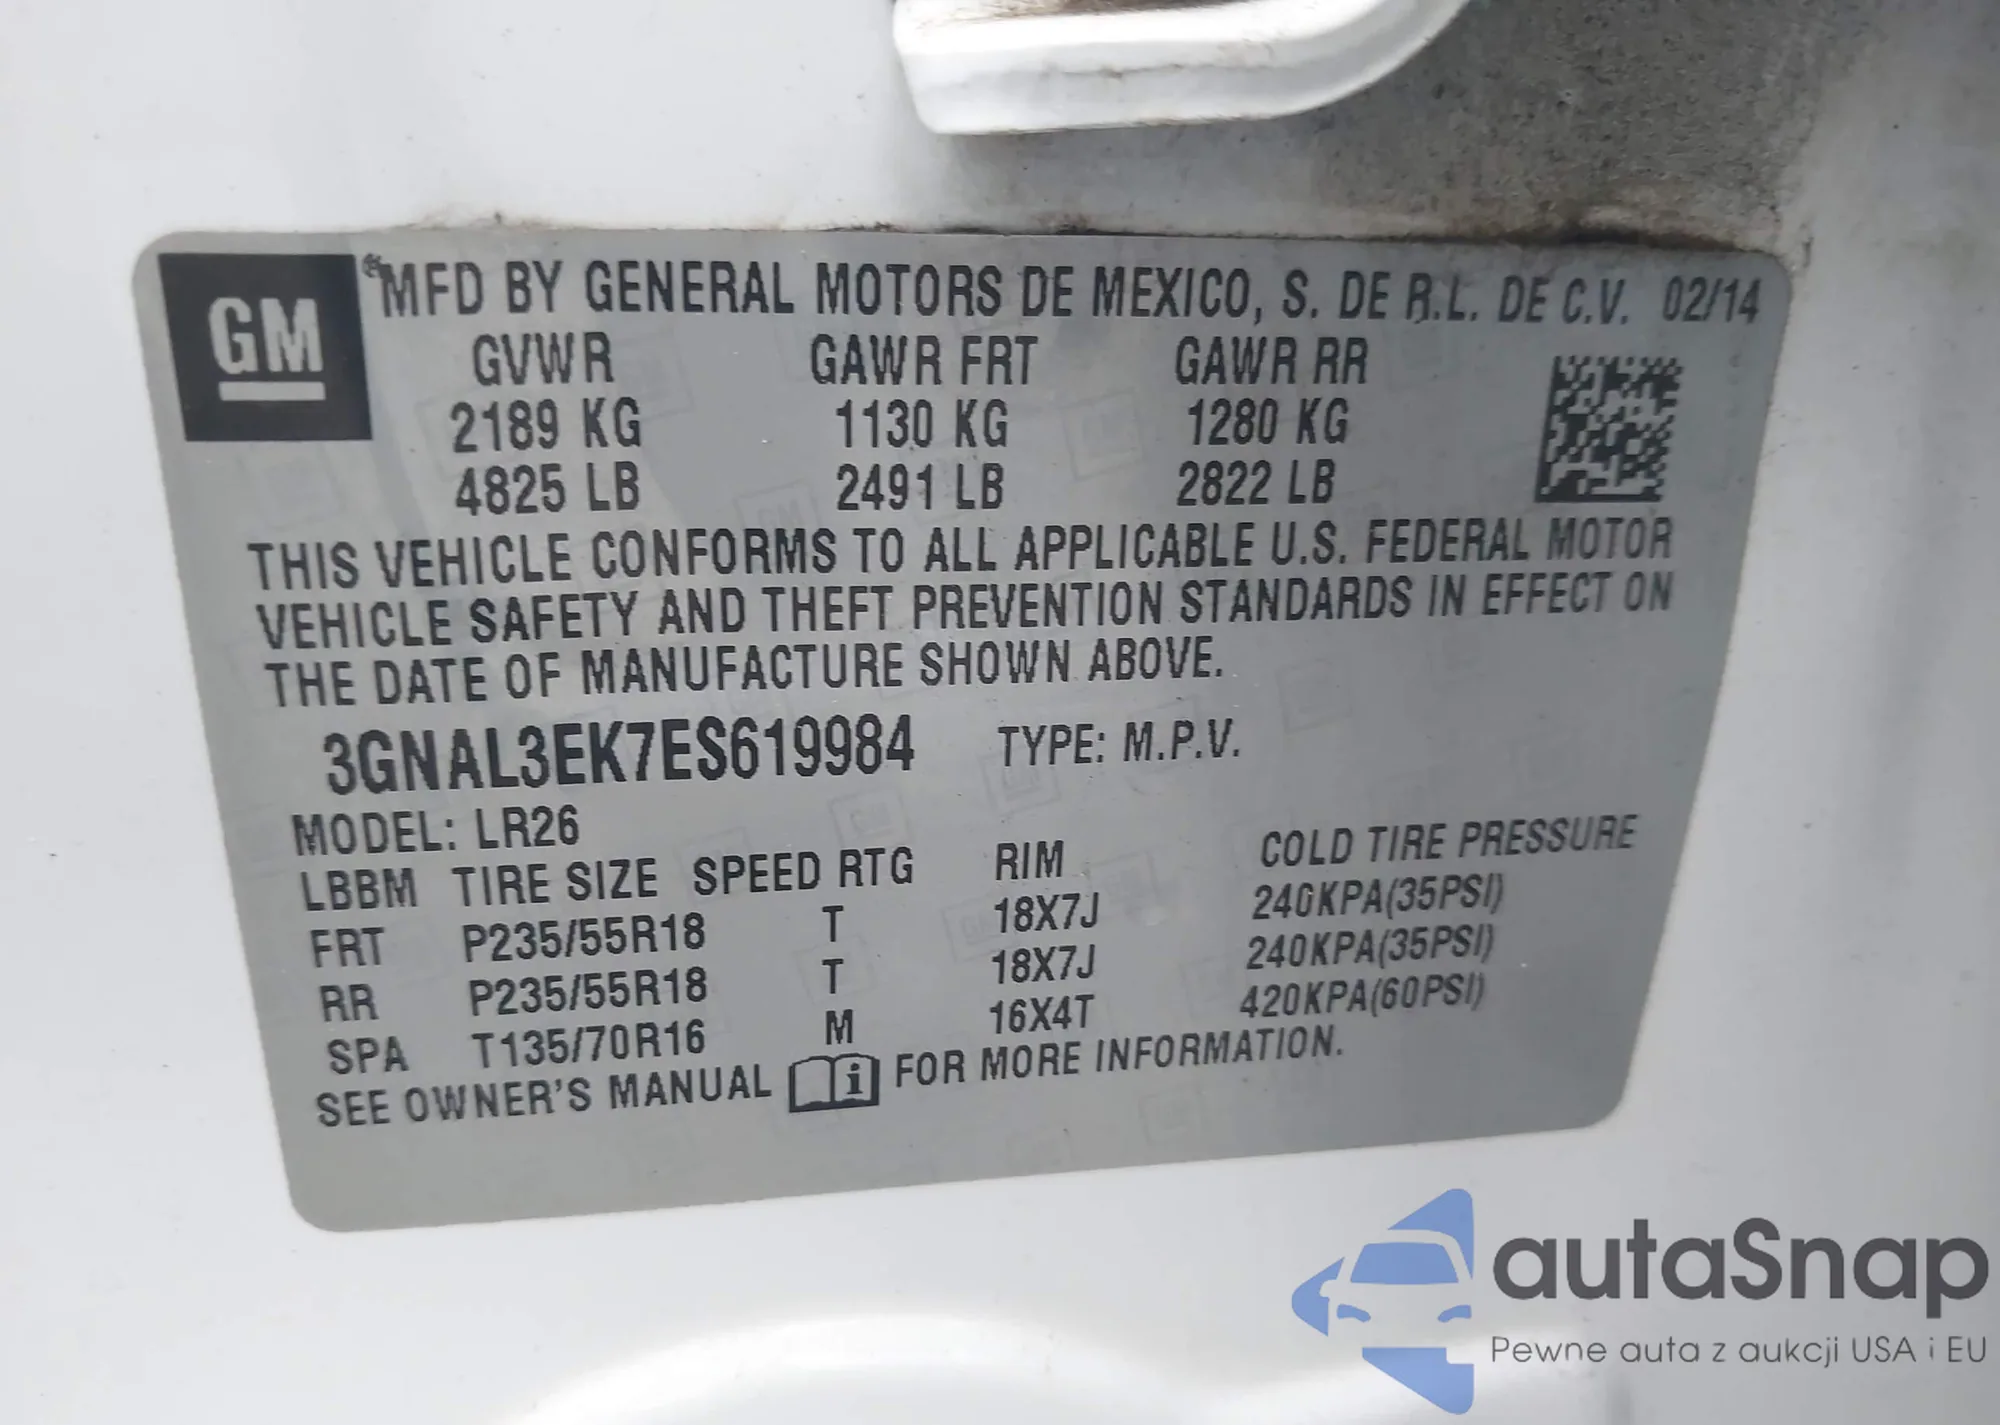 GM
MFD BY GENERAL MOTORS DE MEXICO, S. DE R.L. DE C.V. 02/14
GVWR GAWR FRT GAWR RR
2189 KG 1130 KG 1280 KG
4825 LB 2491 LB 2822 LB
THIS VEHICLE CONFORMS TO ALL APPLICABLE U.S. FEDERAL MOTOR
VEHICLE SAFETY AND THEFT PREVENTION STANDARDS IN EFFECT ON
THE DATE OF MANUFACTURE SHOWN ABOVE.
3GNAL3EK7ES619984 TYPE: M.P.V.
MODEL: LR26
LBBM TIRE SIZE SPEED RTG RIM COLD TIRE PRESSURE
FRT P235/55R18 T 18X7J 240KPA(35PSI)
RR P235/55R18 T 18X7J 240KPA(35PSI)
SPA T135/70R16 M 16X4T 420KPA(60PSI)
SEE OWNER'S MANUAL i FOR MORE INFORMATION.
autaSnap
Pewne auta z aukcji USA i EU